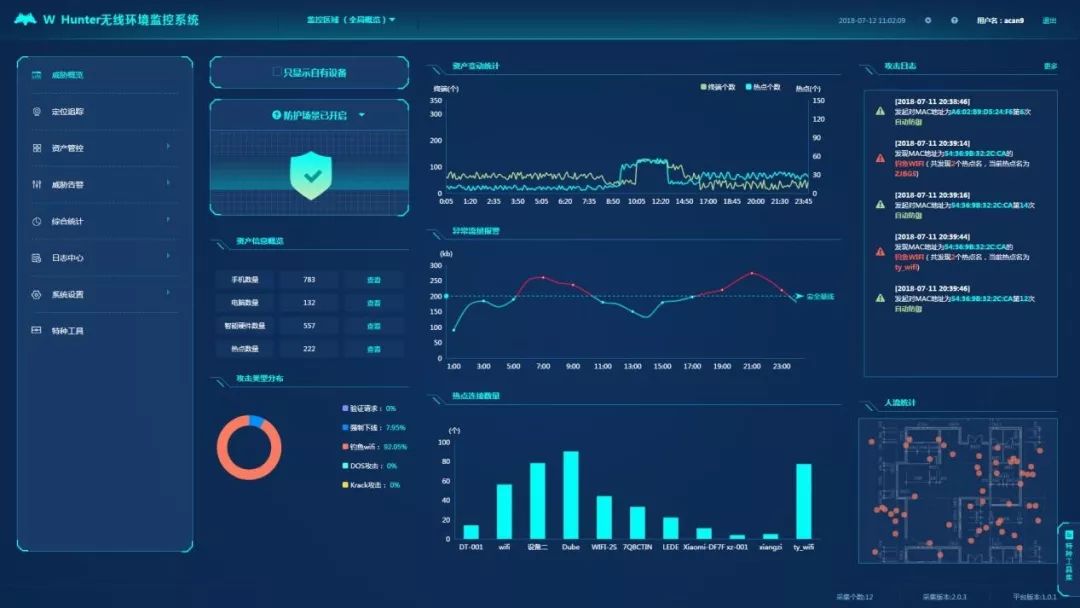 W Hunter无线环境监控系统
监控区域(全局概览)
2018-07-12 11:02:09
用户名:acan9
退出
威胁概览
定位追踪
资产管控
威胁告警
综合统计
日志中心
系统设置
特种工具
只显示自有设备
防护场景已开启
资产信息概览
手机数量 783 查看
电脑数量 132 查看
智能硬件数量 557 查看
热点数量 222 查看
攻击类型分布
验证请求: 0%
强制下线: 7.95%
钓鱼wifi: 92.05%
DOS攻击: 0%
Krack攻击: 0%
资产变动统计
终端(个)
终端个数 热点个数
热点(个)
350 300 200 100 0
150 120 90 60 30 0
0:05 1:20 2:35 3:50 5:05 6:20 7:35 8:50 10:05 12:20 14:50 17:00 18:45 20:00 21:30 23:45
异常流量报警
(kb)
300
250
200
150
100
50
0
安全基线
1:00 3:00 5:00 7:00 9:00 11:00 13:00 15:00 17:00 19:00 21:00 23:00
热点连接数量
(个)
100
80
60
40
20
0
DT-001 wifi 设备二 Dube WIFI-2S 7Q8CTIN LEDE Xiaomi-DF7F xz-001 xiangzi ty_wifi
攻击日志
更多
[2018-07-11 20:38:46]
发起对MAC地址为A6:D2:B9:D5:24:F6第6次
自动防御
[2018-07-11 20:39:14]
发现MAC地址为54:36:9B:32:2C:CA的
钓鱼WIFI(共发现2个热点名,当前热点名为
ZJ6GS)
[2018-07-11 20:39:16]
发起对MAC地址为54:36:9B:32:2C:CA第14次
自动防御
[2018-07-11 20:39:44]
发现MAC地址为54:36:9B:32:2C:CA的
钓鱼WIFI(共发现2个热点名,当前热点名为
ty_wifi)
[2018-07-11 20:39:46]
发起对MAC地址为54:36:9B:32:2C:CA第12次
自动防御
人流统计
特种工具库
采集个数:12
采集版本:2.0.3
平台版本:1.0.1